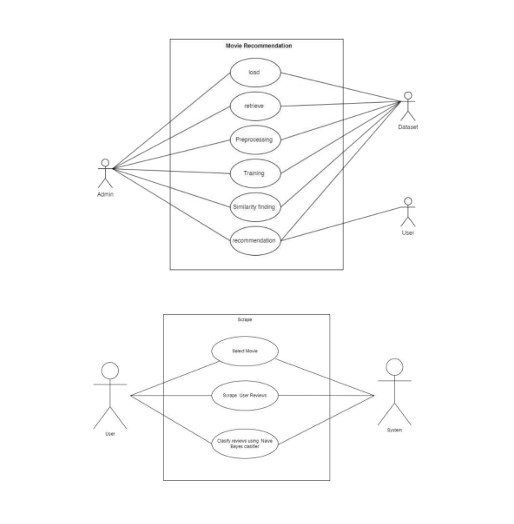 Movie Recommendation
load
retrieve
Preprocessing
Training
Similarity finding
recommendation
Admin
Dataset
User
Scrape
Select Movie
Scrape User Reviews
Clasify reviews using Naive
Bayes clasifier
User
System